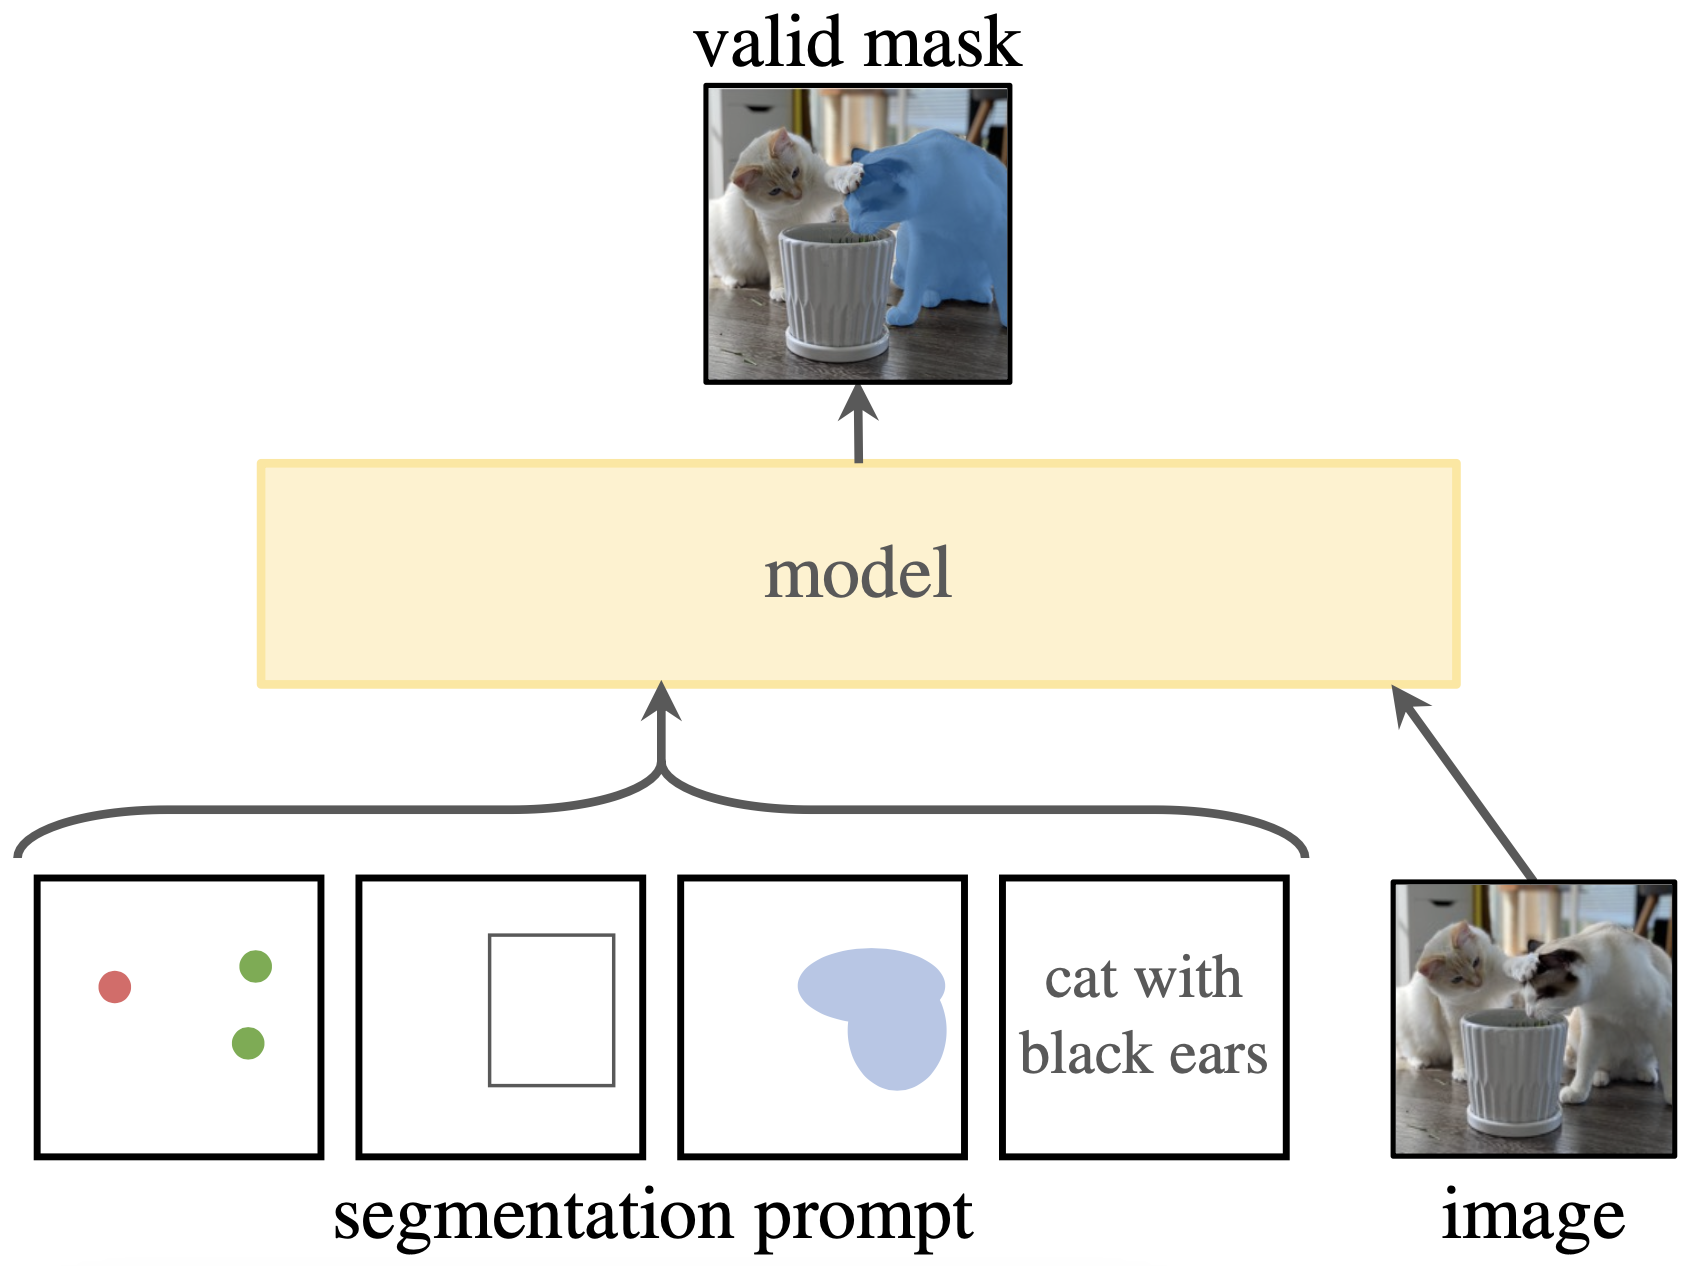 valid mask
model
cat with
black ears
segmentation prompt
image